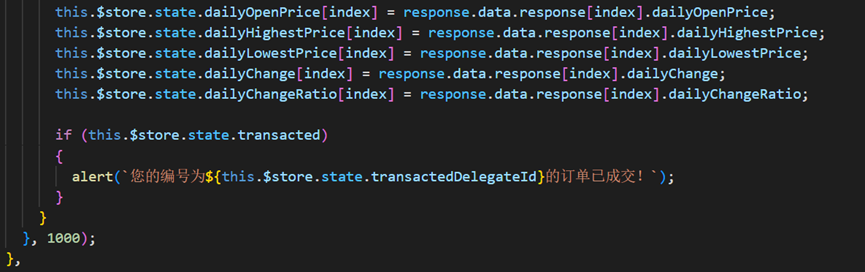 this.$store.state.dailyOpenPrice[index] = response.data.response[index].dailyOpenPrice;
this.$store.state.dailyHighestPrice[index] = response.data.response[index].dailyHighestPrice;
this.$store.state.dailyLowestPrice[index] = response.data.response[index].dailyLowestPrice;
this.$store.state.dailyChange[index] = response.data.response[index].dailyChange;
this.$store.state.dailyChangeRatio[index] = response.data.response[index].dailyChangeRatio;
if (this.$store.state.transacted)
{
alert(`您的编号为${this.$store.state.transactedDelegateId}的订单已成交！`);
}
}
}, 1000);
},